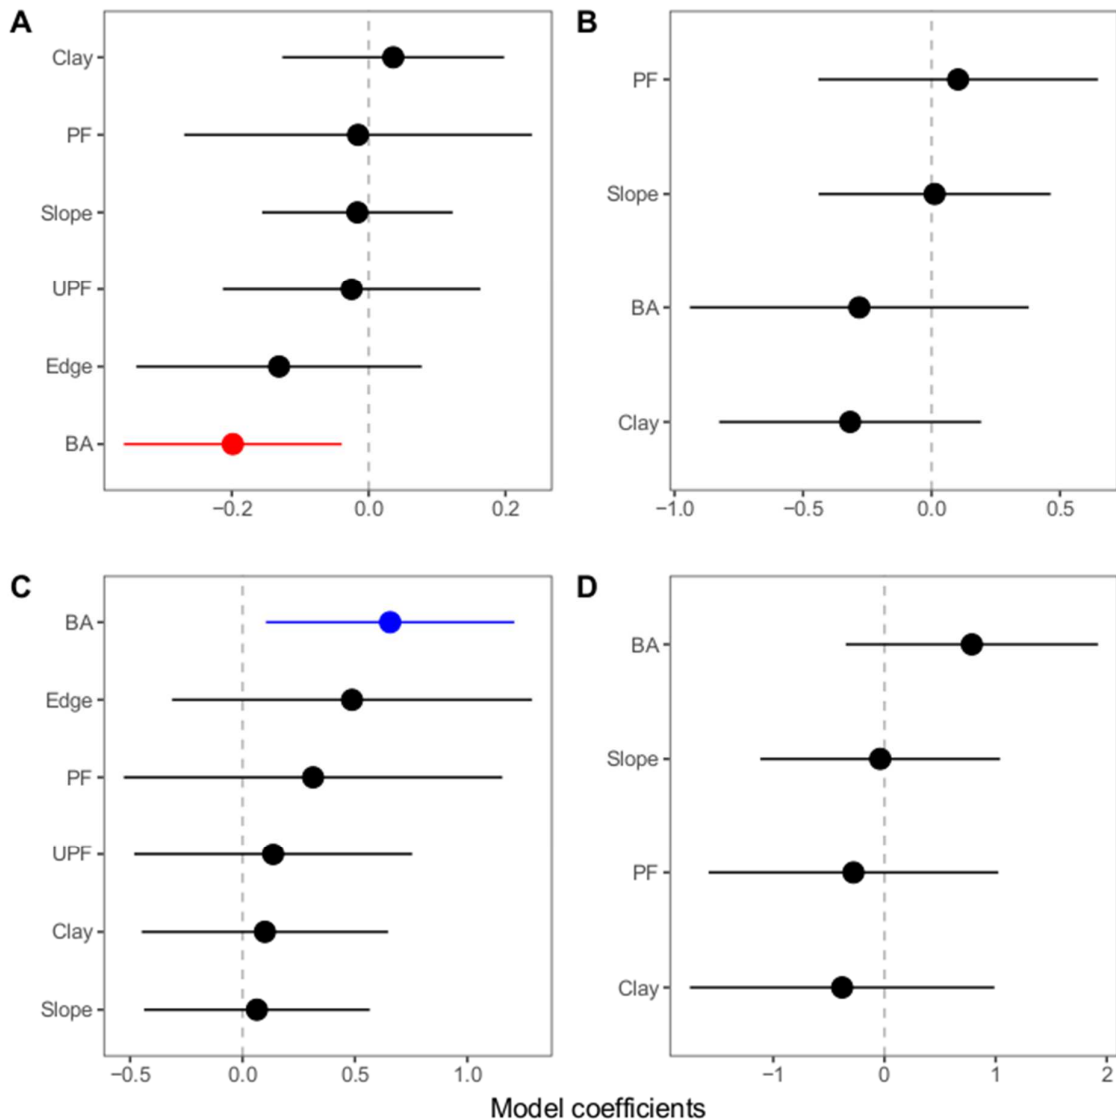 A
Clay
PF
Slope
UPF
Edge
BA
−0.2 0.0 0.2
B
PF
Slope
BA
Clay
−1.0 −0.5 0.0 0.5
C
BA
Edge
PF
UPF
Clay
Slope
−0.5 0.0 0.5 1.0
D
BA
Slope
PF
Clay
−1 0 1 2
Model coefficients